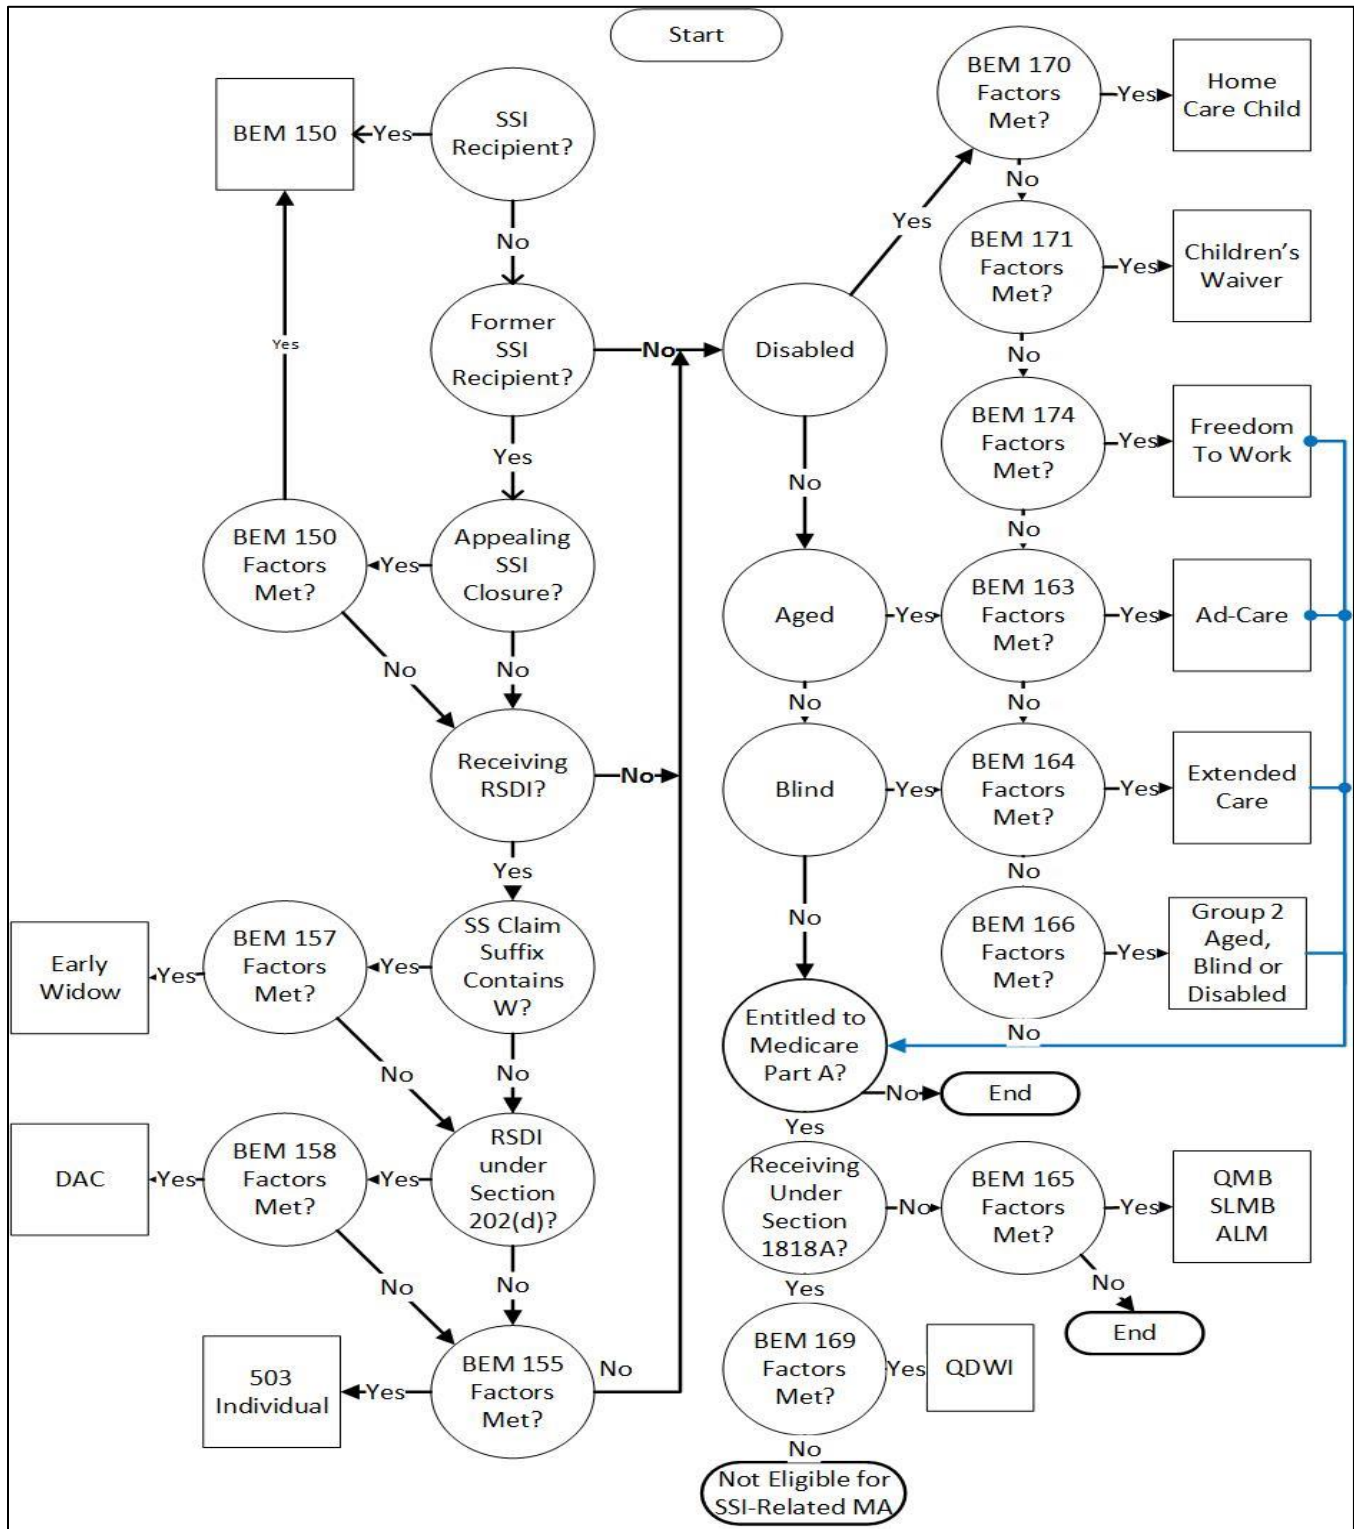 Start
SSI
Recipient?
Yes
BEM 150
No
Former
SSI
Recipient?
No
Yes
Yes
Appealing
SSI
Closure?
Yes
BEM 150
Factors
Met?
No
No
Receiving
RSDI?
No
Yes
SS Claim
Suffix
Contains
W?
Yes
BEM 157
Factors
Met?
Yes
Early
Widow
No
No
RSDI
under
Section
202(d)?
Yes
BEM 158
Factors
Met?
Yes
DAC
No
No
BEM 155
Factors
Met?
No
Yes
503
Individual
Disabled
Yes
No
BEM 170
Factors
Met?
Yes
Home
Care Child
No
BEM 171
Factors
Met?
Yes
Children’s
Waiver
No
BEM 174
Factors
Met?
Yes
Freedom
To Work
No
Aged
Yes
BEM 163
Factors
Met?
Yes
Ad-Care
No
No
Blind
Yes
BEM 164
Factors
Met?
Yes
Extended
Care
No
No
BEM 166
Factors
Met?
Yes
Group 2
Aged,
Blind or
Disabled
No
Entitled to
Medicare
Part A?
No
End
Yes
Receiving
Under
Section
1818A?
No
BEM 165
Factors
Met?
Yes
QMB
SLMB
ALM
No
End
Yes
BEM 169
Factors
Met?
Yes
QDWI
No
Not Eligible for
SSI-Related MA